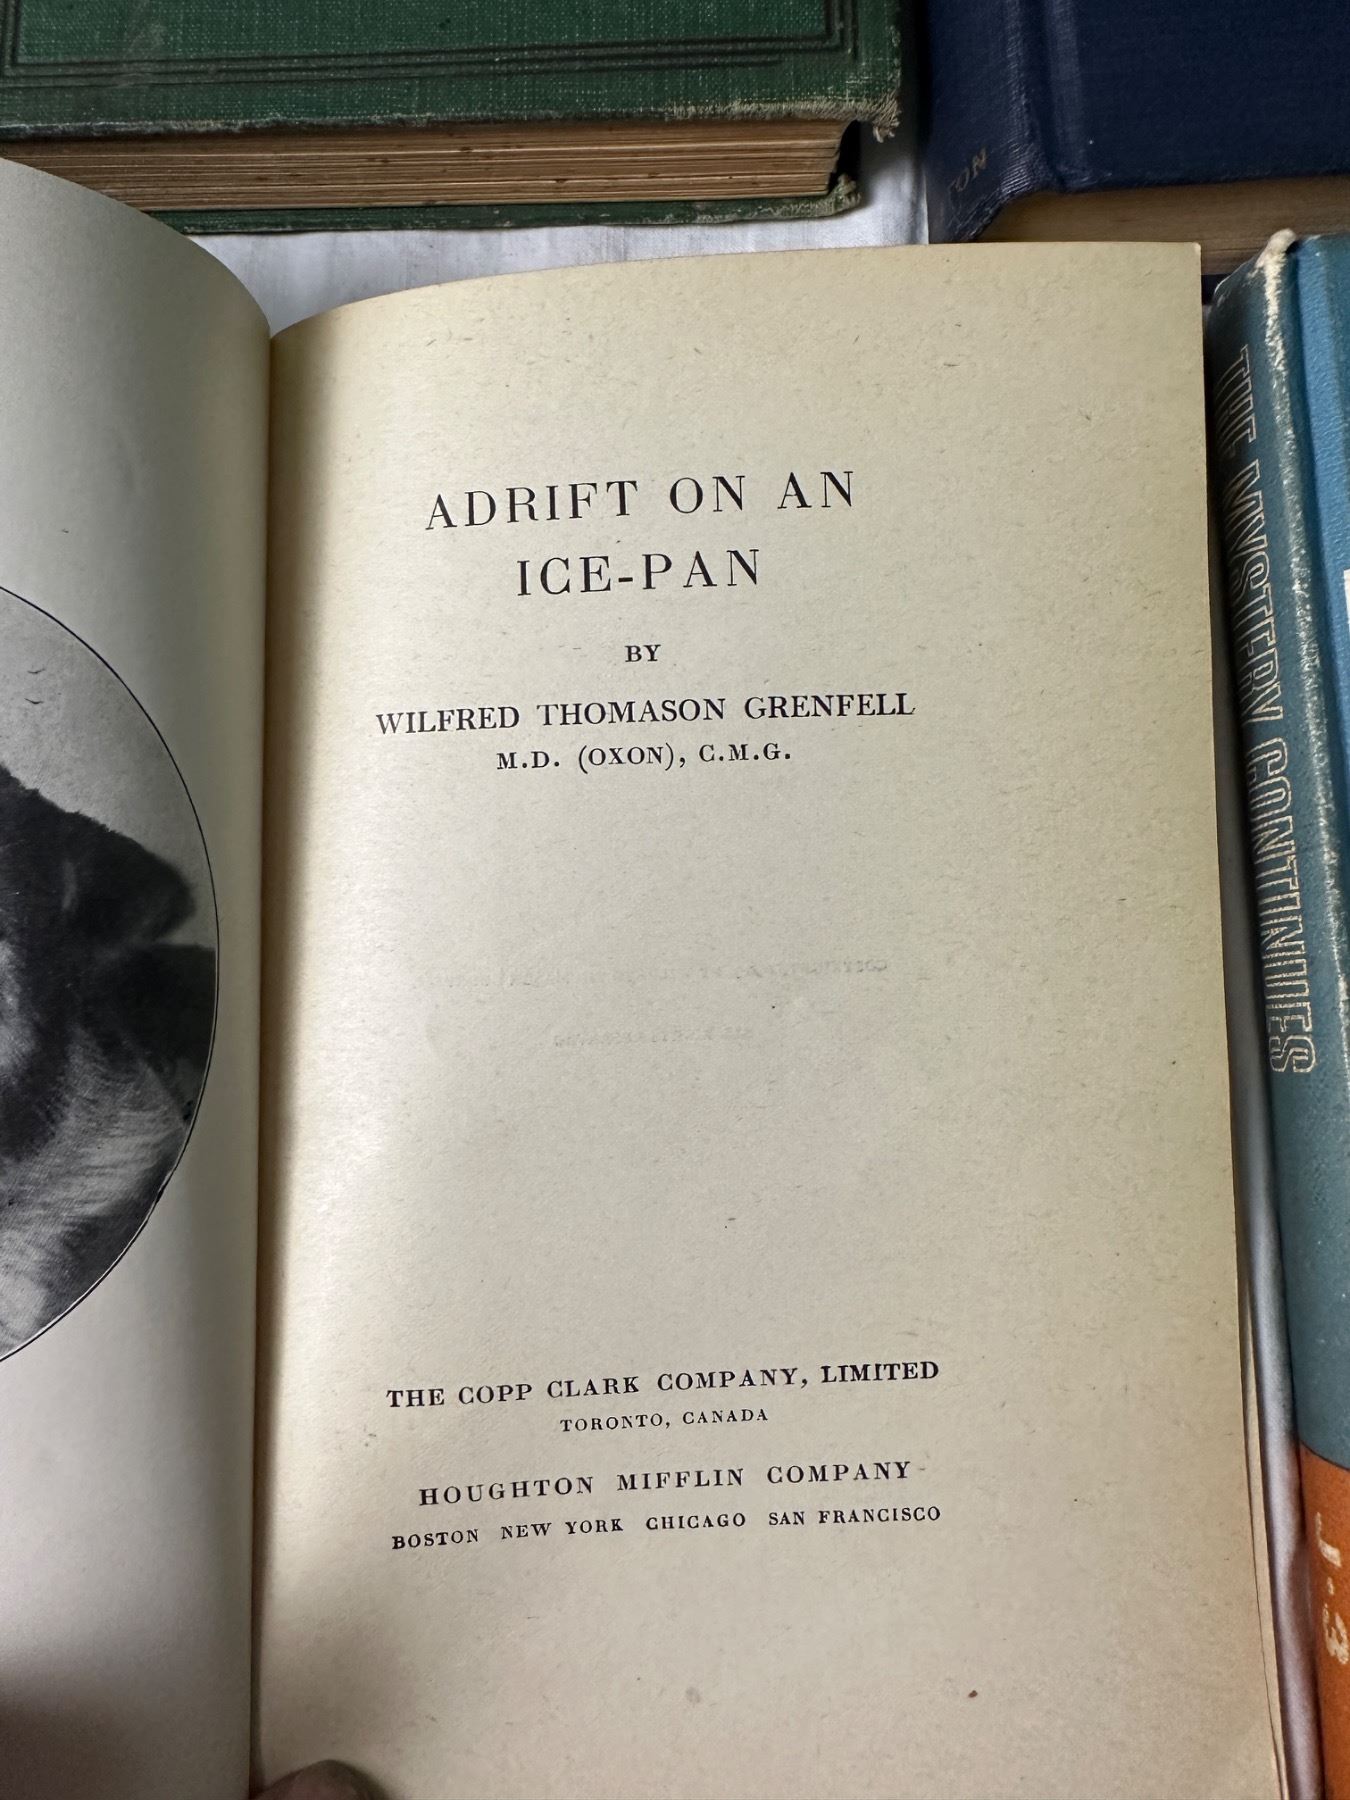 ADRIFT ON AN
ICE-PAN
BY
WILFRED THOMASON GRENFELL
M.D. (OXON), C.M.G.
THE COPP CLARK COMPANY, LIMITED
TORONTO, CANADA
HOUGHTON MIFFLIN COMPANY
BOSTON NEW YORK CHICAGO SAN FRANCISCO
THE MYSTERY CONTINUES